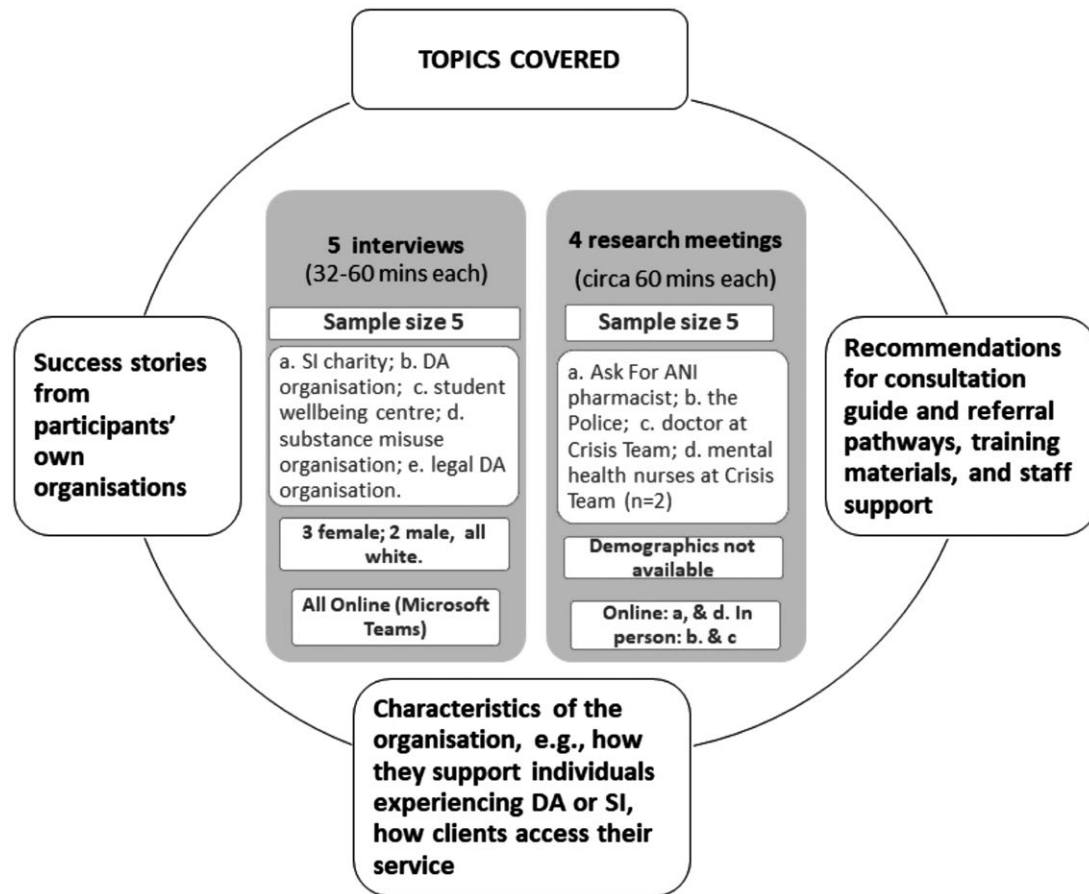 TOPICS COVERED
5 interviews
(32-60 mins each)
Sample size 5
a. SI charity; b. DA
organisation; c. student
wellbeing centre; d.
substance misuse
organisation; e. legal DA
organisation.
3 female; 2 male, all
white.
All Online (Microsoft
Teams)
4 research meetings
(circa 60 mins each)
Sample size 5
a. Ask For ANI
pharmacist; b. the
Police; c. doctor at
Crisis Team; d. mental
health nurses at Crisis
Team (n=2)
Demographics not
available
Online: a, & d. In
person: b. & c
Success stories
from
participants’
own
organisations
Recommendations
for consultation
guide and referral
pathways, training
materials, and staff
support
Characteristics of the
organisation, e.g., how
they support individuals
experiencing DA or SI,
how clients access their
service